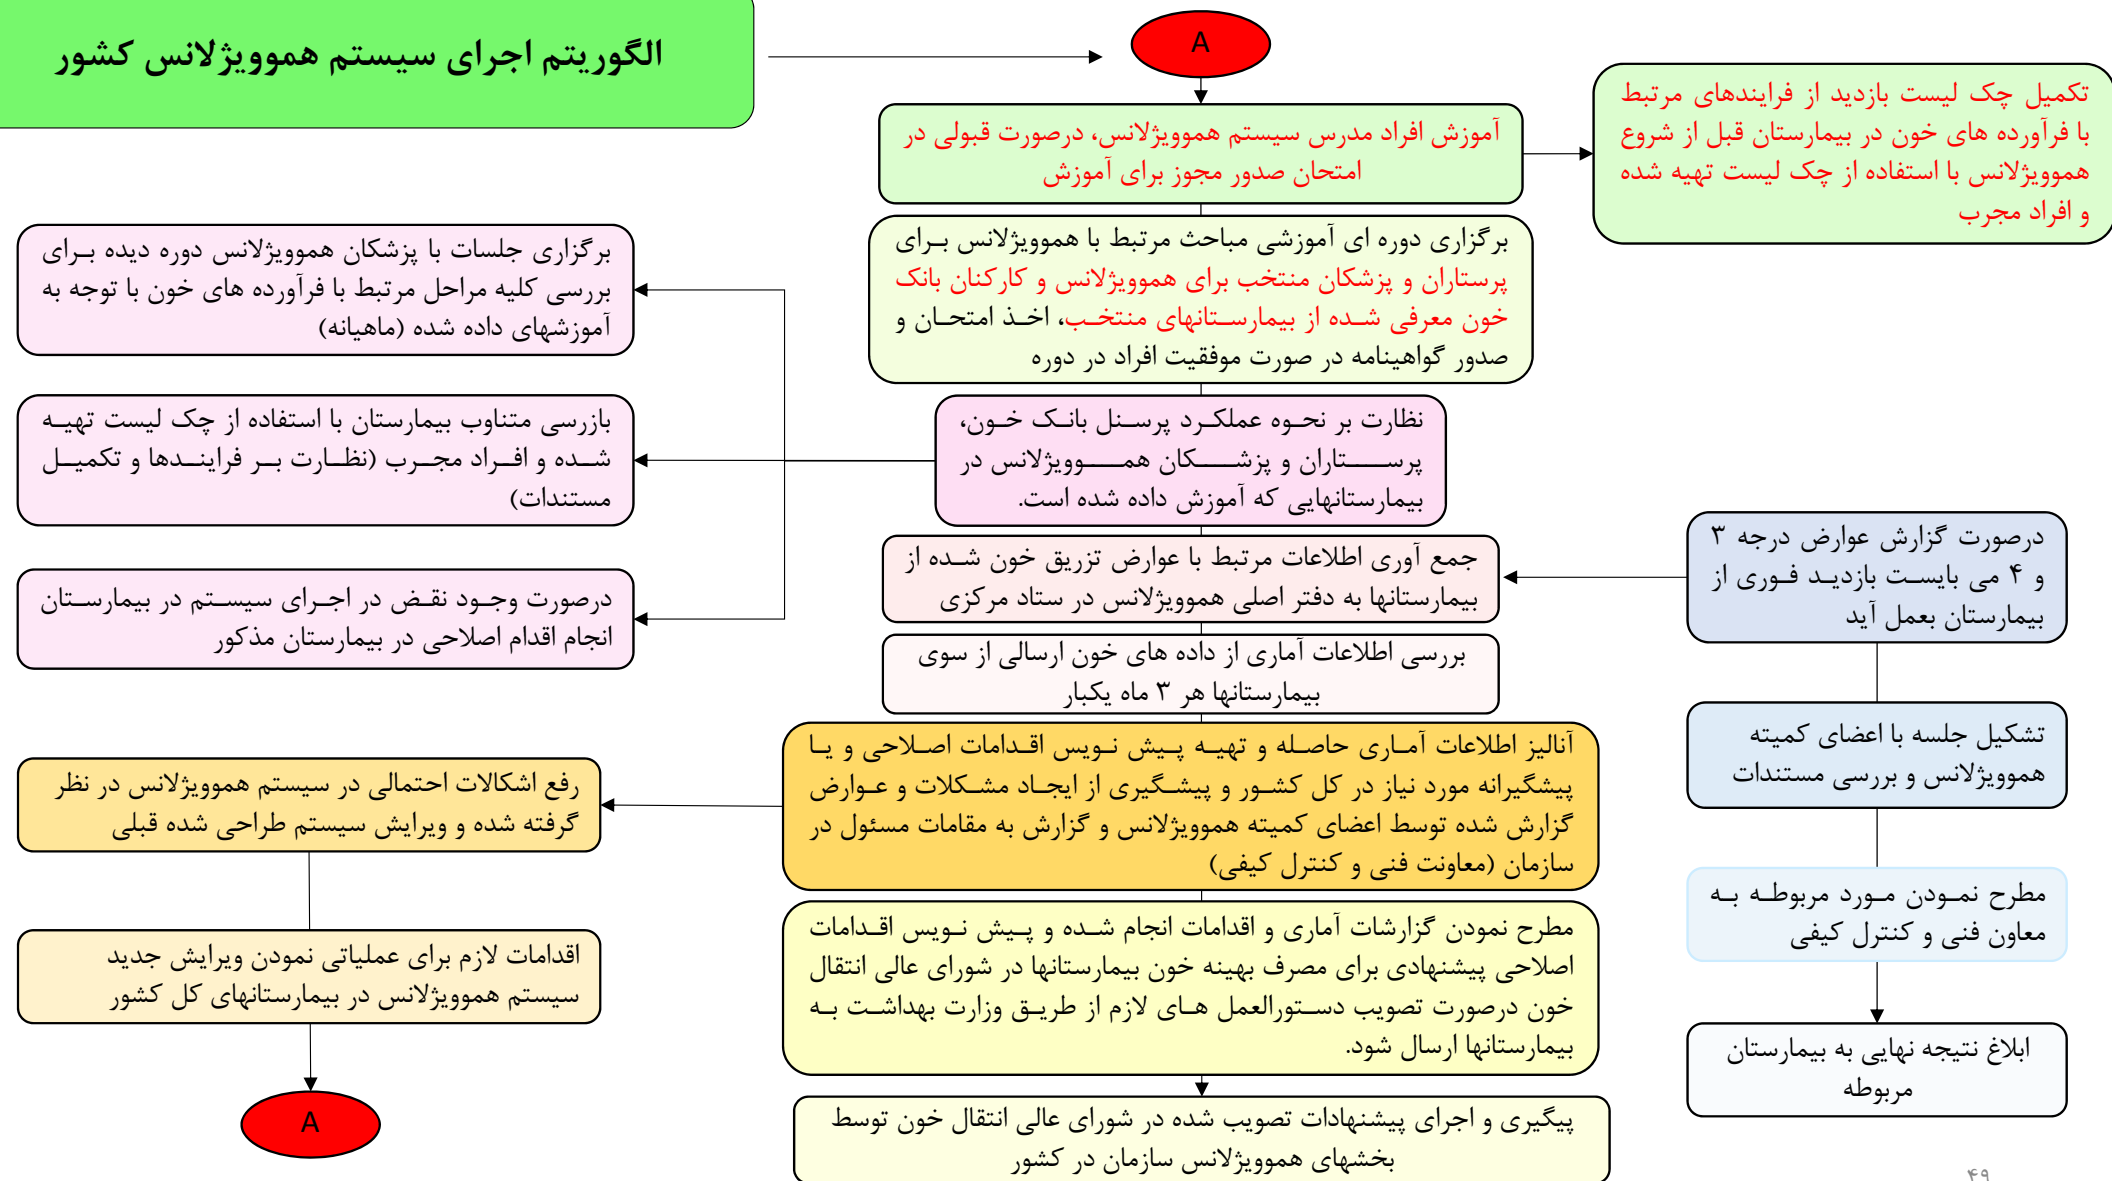 الگوریتم اجرای سیستم هموویژلانس کشور
A
آموزش افراد مدرس سیستم هموویژلانس، درصورت قبولی در
امتحان صدور مجوز برای آموزش
تکمیل چک لیست بازدید از فرایندهای مرتبط
با فرآورده های خون در بیمارستان قبل از شروع
هموویژلانس با استفاده از چک لیست تهیه شده
و افراد مجرب
برگزاری دوره ای آموزشی مباحث مرتبط با هموویژلانس برای
پرستاران و پزشکان منتخب برای هموویژلانس و کارکنان بانک
خون معرفی شده از بیمارستانهای منتخب، اخذ امتحان و
صدور گواهینامه در صورت موفقیت افراد در دوره
نظارت بر نحوه عملکرد پرسنل بانک خون،
پرستاران و پزشکان هموویژلانس در
بیمارستانهایی که آموزش داده شده است.
برگزاری جلسات با پزشکان هموویژلانس دوره دیده برای
بررسی کلیه مراحل مرتبط با فرآورده های خون با توجه به
آموزشهای داده شده (ماهیانه)
بازرسی متناوب بیمارستان با استفاده از چک لیست تهیه
شده و افراد مجرب (نظارت بر فرایندها و تکمیل
مستندات)
درصورت وجود نقض در اجرای سیستم در بیمارستان
انجام اقدام اصلاحی در بیمارستان مذکور
جمع آوری اطلاعات مرتبط با عوارض تزریق خون شده از
بیمارستانها به دفتر اصلی هموویژلانس در ستاد مرکزی
درصورت گزارش عوارض درجه ۳
و ۴ می بایست بازدید فوری از
بیمارستان بعمل آید
تشکیل جلسه با اعضای کمیته
هموویژلانس و بررسی مستندات
مطرح نمودن مورد مربوطه به
معاون فنی و کنترل کیفی
ابلاغ نتیجه نهایی به بیمارستان
مربوطه
بررسی اطلاعات آماری از داده های خون ارسالی از سوی
بیمارستانها هر ۳ ماه یکبار
آنالیز اطلاعات آماری حاصله و تهیه پیش نویس اقدامات اصلاحی و یا
پیشگیرانه مورد نیاز در کل کشور و پیشگیری از ایجاد مشکلات و عوارض
گزارش شده توسط اعضای کمیته هموویژلانس و گزارش به مقامات مسئول در
سازمان (معاونت فنی و کنترل کیفی)
رفع اشکالات احتمالی در سیستم هموویژلانس در نظر
گرفته شده و ویرایش سیستم طراحی شده قبلی
اقدامات لازم برای عملیاتی نمودن ویرایش جدید
سیستم هموویژلانس در بیمارستانهای کل کشور
A
مطرح نمودن گزارشات آماری و اقدامات انجام شده و پیش نویس اقدامات
اصلاحی پیشنهادی برای مصرف بهینه خون بیمارستانها در شورای عالی انتقال
خون درصورت تصویب دستورالعمل های لازم از طریق وزارت بهداشت به
بیمارستانها ارسال شود.
پیگیری و اجرای پیشنهادات تصویب شده در شورای عالی انتقال خون توسط
بخشهای هموویژلانس سازمان در کشور
۴۹